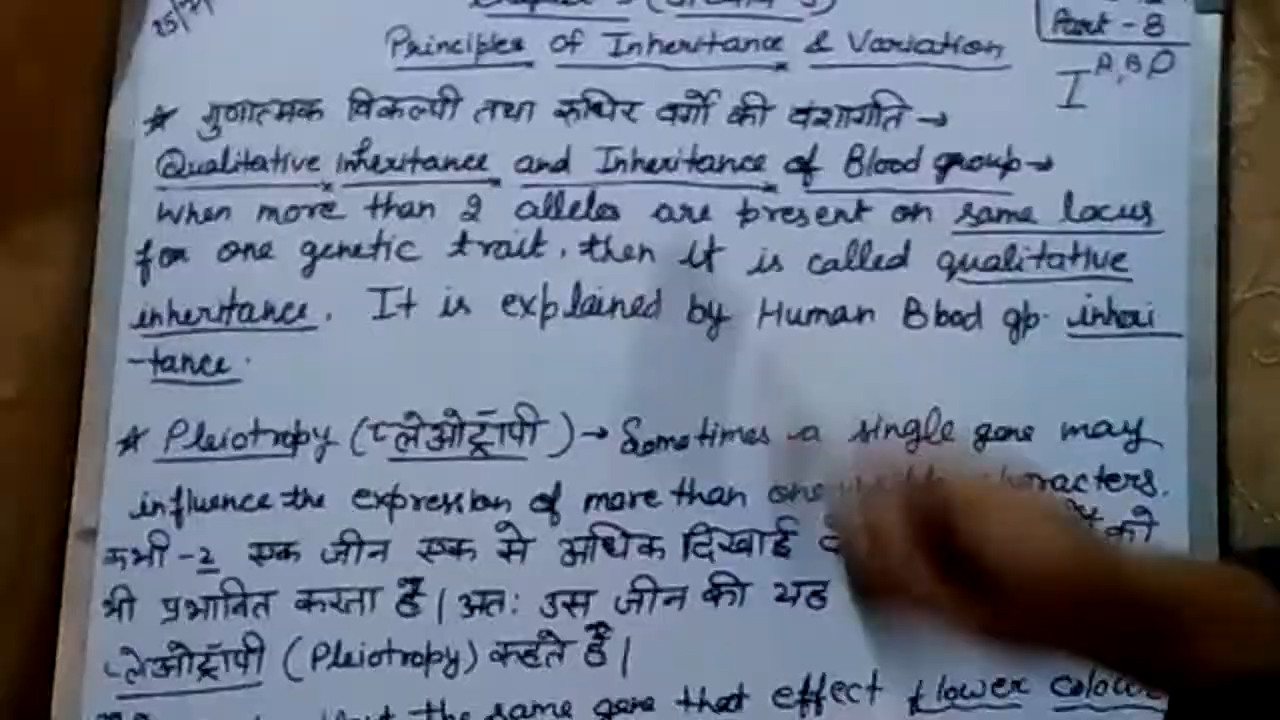 25/
Principles of Inheritance & Variation
Part - 8
I A,B,O
★ गुणात्मक विकल्पी तथा रुधिर वर्गों की वंशागति →
Qualitative inheritance and Inheritance of Blood group →
When more than 2 alleles are present on same locus
for one genetic trait, then it is called qualitative
inheritance. It is explained by Human Blood gp. inheri
-tance.
★ Pleiotropy (प्लेओट्रॉपी) → Sometimes a single gene may
influence the expression of more than one characters.
कभी-2 एक जीन एक से अधिक दिखाई को
भी प्रभावित करता है। अतः उस जीन की यह
प्लेओट्रॉपी (Pleiotropy) कहते हैं।
the same gene that effect flower colour